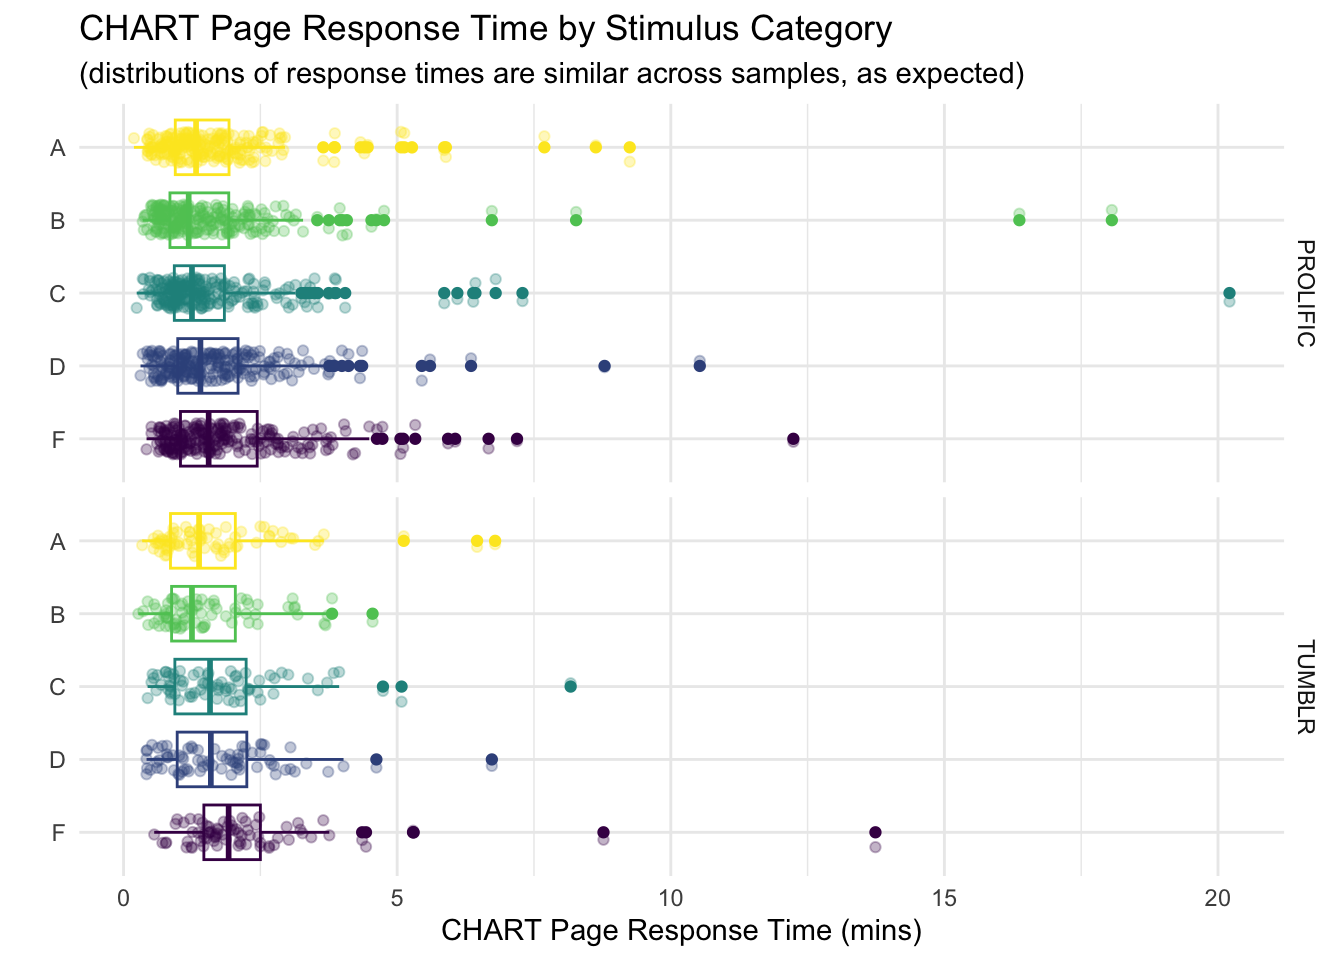 CHART Page Response Time by Stimulus Category
(distributions of response times are similar across samples, as expected)
A
B
C
D
F
PROLIFIC
A
B
C
D
F
TUMBLR
0 5 10 15 20
CHART Page Response Time (mins)